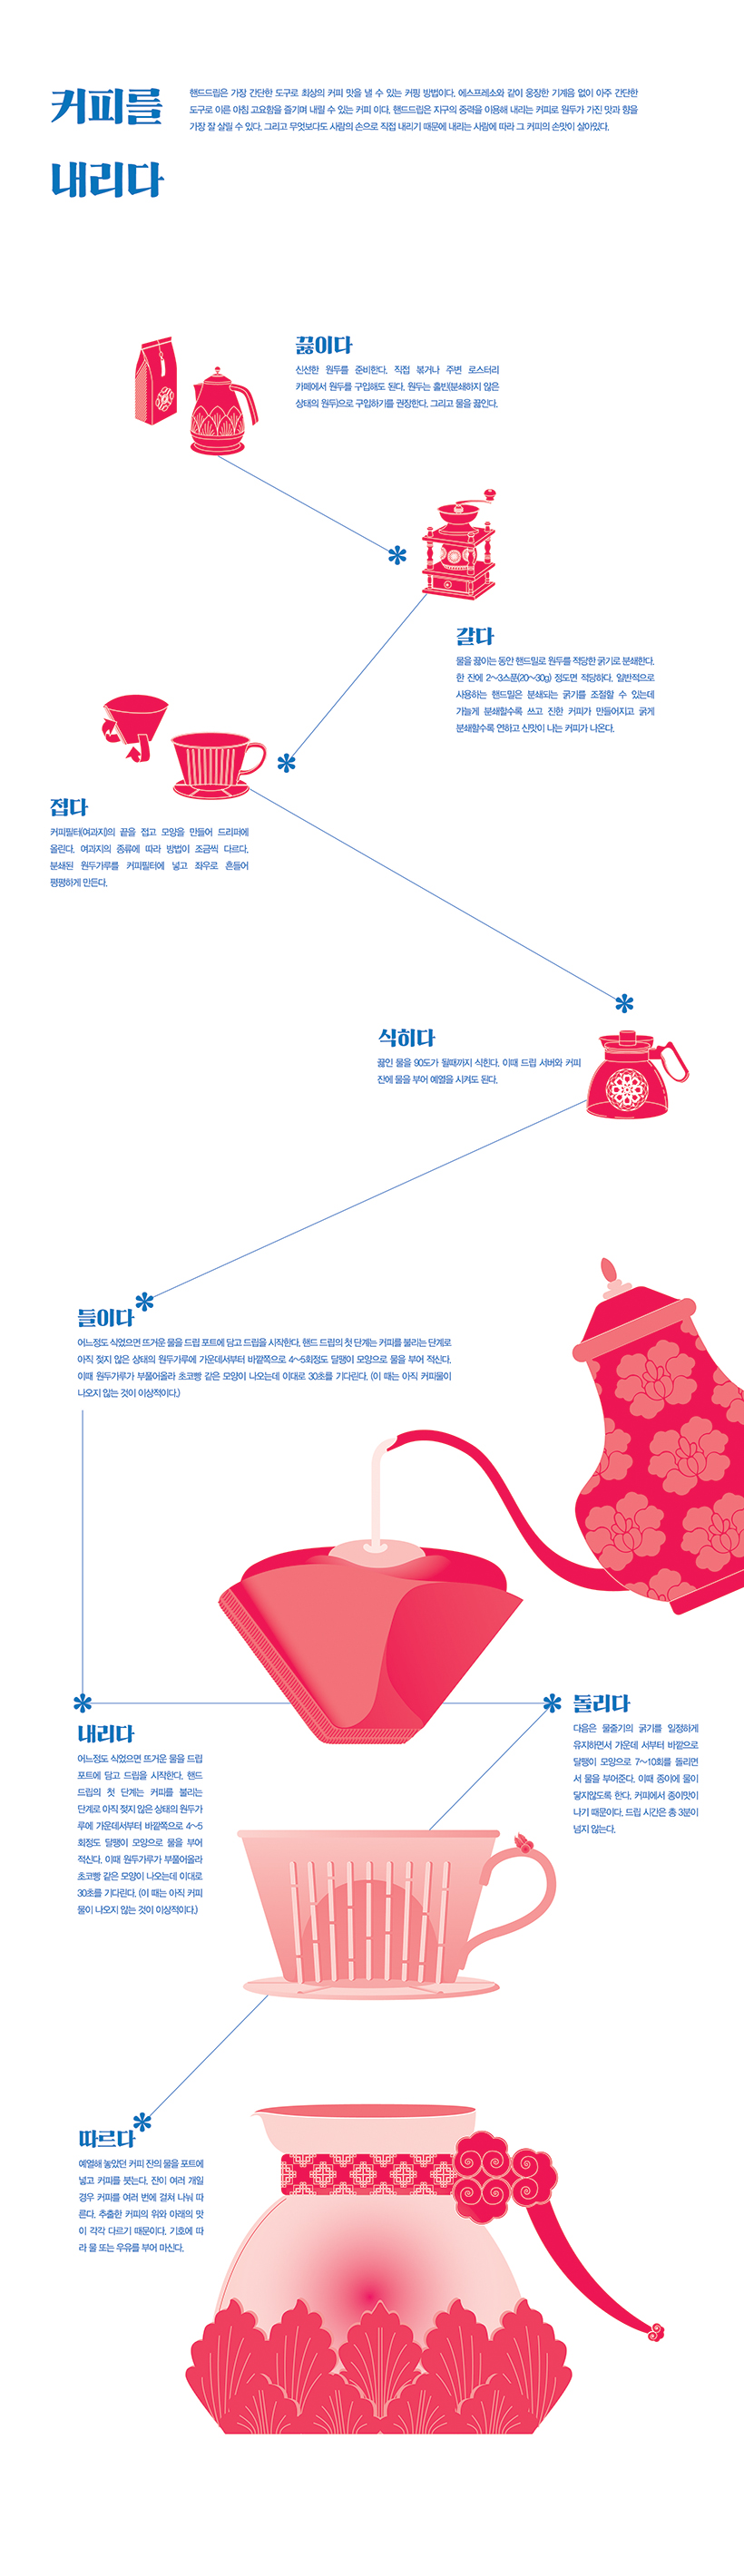 커피를
내리다
핸드드립은 가장 간단한 도구로 최상의 커피 맛을 낼 수 있는 커핑 방법이다. 에스프레소와 같이 웅장한 기계음 없이 아주 간단한
도구로 이른 아침 고요함을 즐기며 내릴 수 있는 커피 이다. 핸드드립은 지구의 중력을 이용해 내리는 커피로 원두가 가진 맛과 향을
가장 잘 살릴 수 있다. 그리고 무엇보다도 사람의 손으로 직접 내리기 때문에 내리는 사람에 따라 그 커피의 손맛이 살아있다.
끓이다
신선한 원두를 준비한다. 직접 볶거나 주변 로스터리
카페에서 원두를 구입해도 된다. 원두는 홀빈(분쇄하지 않은
상태의 원두)으로 구입하기를 권장한다. 그리고 물을 끓인다.
갈다
물을 끓이는 동안 핸드밀로 원두를 적당한 굵기로 분쇄한다.
한 잔에 2~3스푼(20~30g) 정도면 적당하다. 일반적으로
사용하는 핸드밀은 분쇄되는 굵기를 조절할 수 있는데
가늘게 분쇄할수록 쓰고 진한 커피가 만들어지고 굵게
분쇄할수록 연하고 신맛이 나는 커피가 나온다.
접다
커피필터(여과지)의 끝을 접고 모양을 만들어 드리퍼에
올린다. 여과지의 종류에 따라 방법이 조금씩 다르다.
분쇄된 원두가루를 커피필터에 넣고 좌우로 흔들어
평평하게 만든다.
식히다
끓인 물을 90도가 될때까지 식힌다. 이때 드립 서버와 커피
잔에 물을 부어 예열을 시켜도 된다.
들이다
어느정도 식었으면 뜨거운 물을 드립 포트에 담고 드립을 시작한다. 핸드 드립의 첫 단계는 커피를 불리는 단계로
아직 젖지 않은 상태의 원두가루에 가운데서부터 바깥쪽으로 4~5회정도 달팽이 모양으로 물을 부어 적신다.
이때 원두가루가 부풀어올라 초코빵 같은 모양이 나오는데 이대로 30초를 기다린다. (이 때는 아직 커피물이
나오지 않는 것이 이상적이다.)
내리다
어느정도 식었으면 뜨거운 물을 드립
포트에 담고 드립을 시작한다. 핸드
드립의 첫 단계는 커피를 불리는
단계로 아직 젖지 않은 상태의 원두가
루에 가운데서부터 바깥쪽으로 4~5
회정도 달팽이 모양으로 물을 부어
적신다. 이때 원두가루가 부풀어올라
초코빵 같은 모양이 나오는데 이대로
30초를 기다린다. (이 때는 아직 커피
물이 나오지 않는 것이 이상적이다.)
돌리다
다음은 물줄기의 굵기를 일정하게
유지하면서 가운데 서부터 바깥으로
달팽이 모양으로 7~10회를 돌리면
서 물을 부어준다. 이때 종이에 물이
닿지않도록 한다. 커피에서 종이맛이
나기 때문이다. 드립 시간은 총 3분이
넘지 않는다.
따르다
예열해 놓았던 커피 잔의 물을 포트에
넣고 커피를 붓는다. 잔이 여러 개일
경우 커피를 여러 번에 걸쳐 나눠 따
른다. 추출한 커피의 위와 아래의 맛
이 각각 다르기 때문이다. 기호에 따
라 물 또는 우유를 부어 마신다.